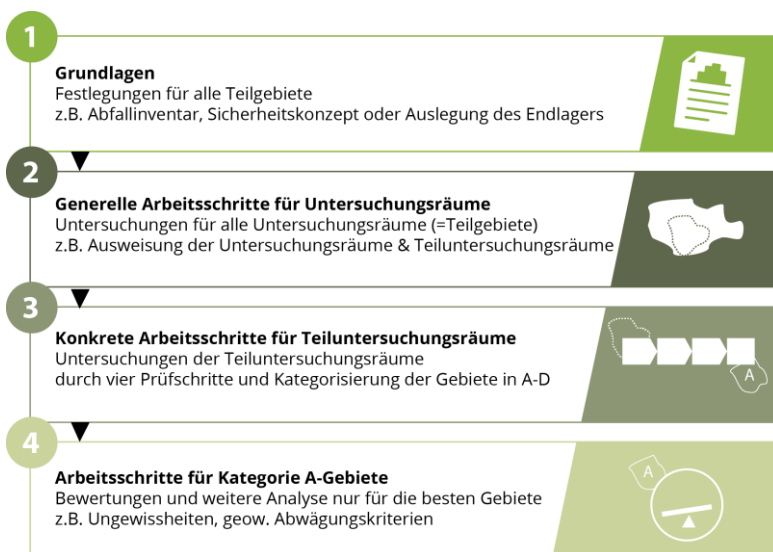 1
Grundlagen
Festlegungen für alle Teilgebiete
z.B. Abfallinventar, Sicherheitskonzept oder Auslegung des Endlagers
2
Generelle Arbeitsschritte für Untersuchungsräume
Untersuchungen für alle Untersuchungsräume (=Teilgebiete)
z.B. Ausweisung der Untersuchungsräume & Teiluntersuchungsräume
3
Konkrete Arbeitsschritte für Teiluntersuchungsräume
Untersuchungen der Teiluntersuchungsräume
durch vier Prüfschritte und Kategorisierung der Gebiete in A-D
A
4
Arbeitsschritte für Kategorie A-Gebiete
Bewertungen und weitere Analyse nur für die besten Gebiete
z.B. Ungewissheiten, geow. Abwägungskriterien
A